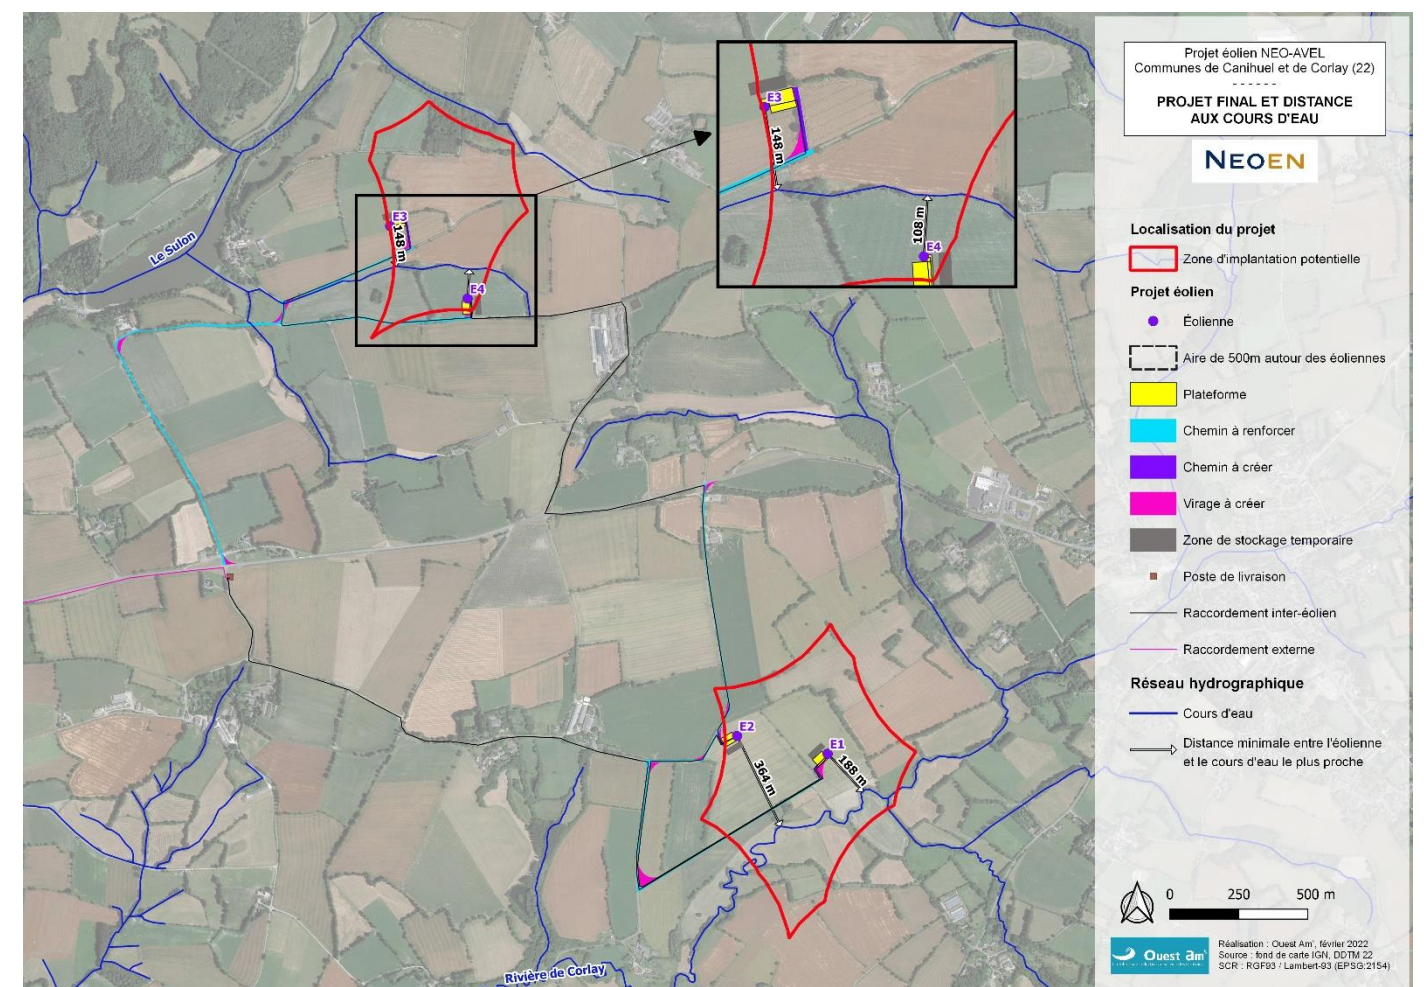 Projet éolien NEO-AVEL
Communes de Canihuel et de Corlay (22)
- - - - - -
PROJET FINAL ET DISTANCE
AUX COURS D'EAU
NEOEN
Localisation du projet
Zone d'implantation potentielle
Projet éolien
Éolienne
Aire de 500m autour des éoliennes
Plateforme
Chemin à renforcer
Chemin à créer
Virage à créer
Zone de stockage temporaire
Poste de livraison
Raccordement inter-éolien
Raccordement externe
Réseau hydrographique
Cours d'eau
Distance minimale entre l'éolienne
et le cours d'eau le plus proche
0 250 500 m
Ouest am'
Réalisation : Ouest Am', février 2022
Source : fond de carte IGN, DDTM 22
SCR : RGF93 / Lambert-93 (EPSG:2154)
E3
148 m
108 m
E4
Le Sulon
E3
148 m
E4
E2
364 m
E1
188 m
Rivière de Corlay